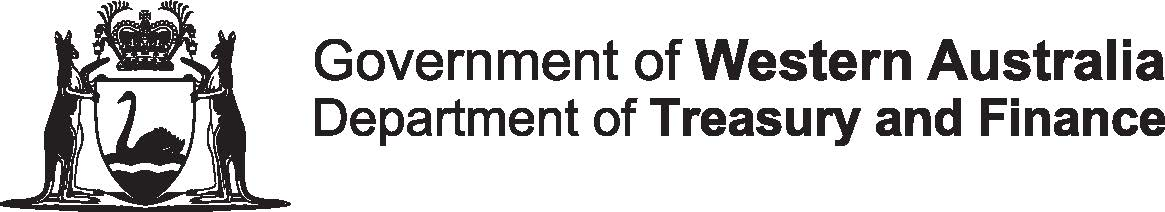 Government of Western Australia
Department of Treasury and Finance